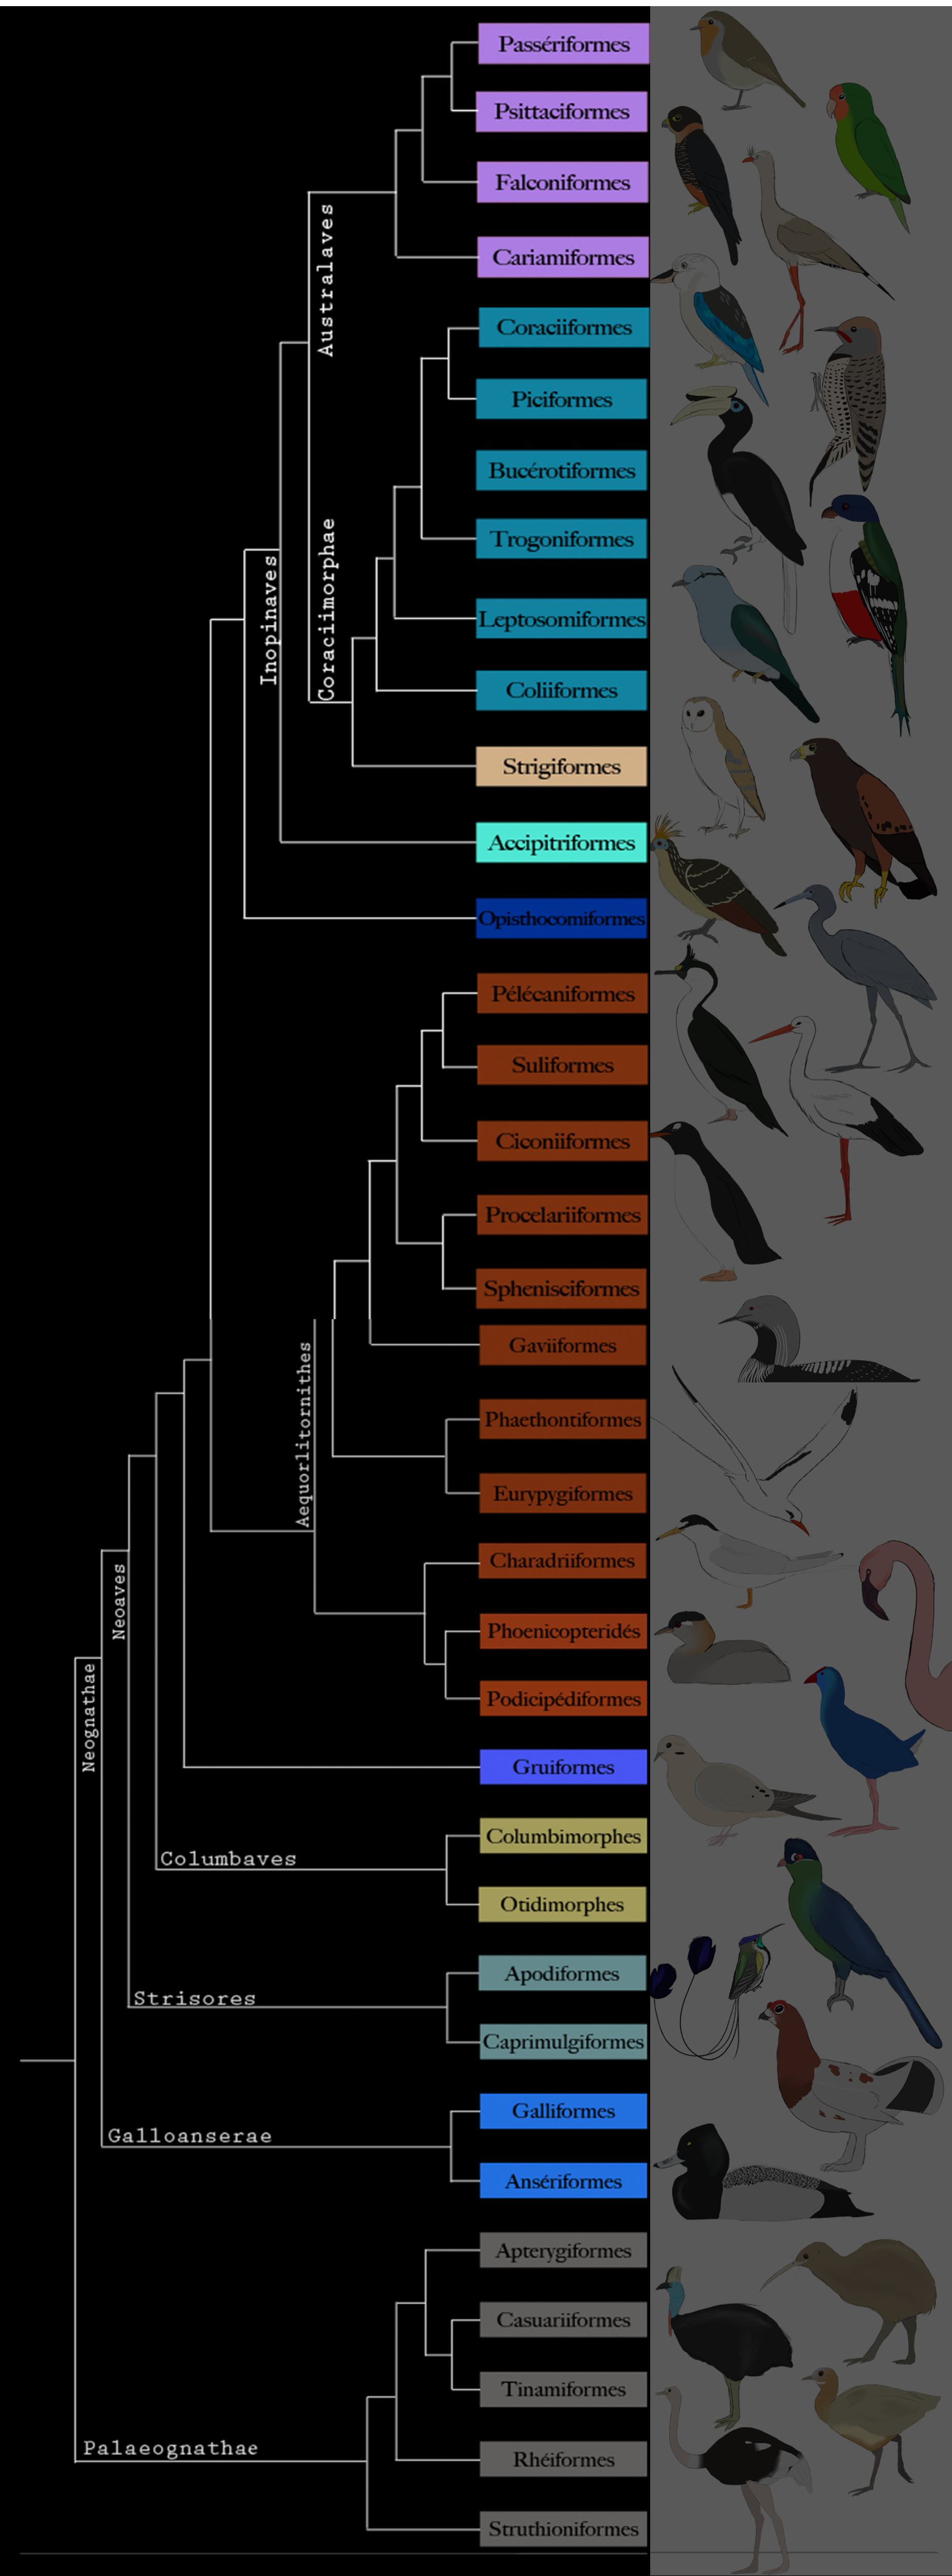 Passériformes
Psittaciformes
Falconiformes
Cariamiformes
Australaves
Coraciiformes
Piciformes
Bucérotiformes
Trogoniformes
Leptosomiformes
Coliiformes
Coraciimorphae
Strigiformes
Inopinaves
Accipitriformes
Opisthocomiformes
Pélécaniformes
Suliformes
Ciconiiformes
Procelariiformes
Sphenisciformes
Gaviiformes
Phaethontiformes
Eurypygiformes
Aequorlitornithes
Charadriiformes
Phoenicopteridés
Podicipédiformes
Neoaves
Neognathae
Gruiformes
Columbimorphes
Columbaves
Otidimorphes
Apodiformes
Strisores
Caprimulgiformes
Galliformes
Galloanserae
Ansériformes
Apterygiformes
Casuariiformes
Tinamiformes
Palaeognathae
Rhéiformes
Struthioniformes